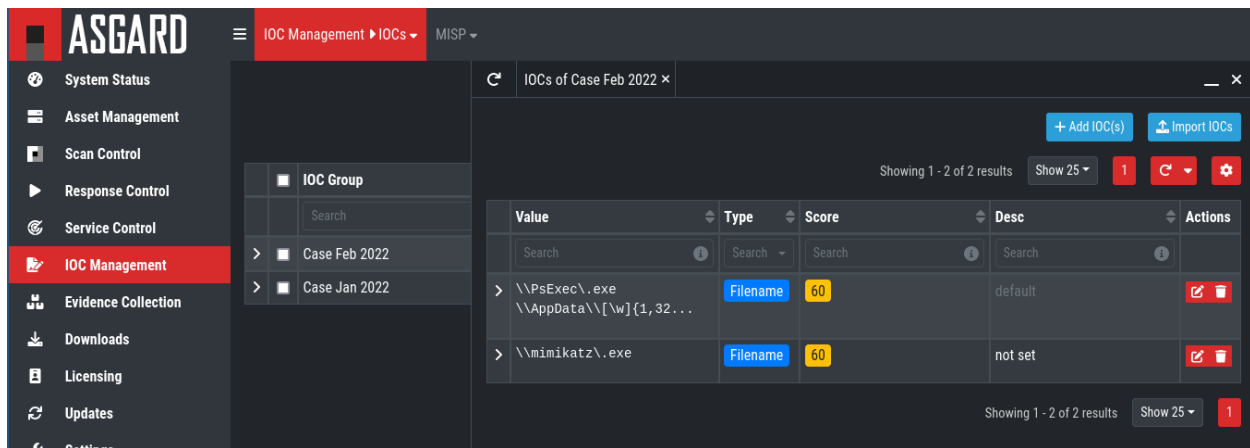 ASGARD
IOC Management IOCs
MISP
System Status
Asset Management
Scan Control
Response Control
Service Control
IOC Management
Evidence Collection
Downloads
Licensing
Updates
Settings
IOC Group
Search
Case Feb 2022
Case Jan 2022
IOCs of Case Feb 2022 ×
+ Add IOC(s)
Import IOCs
Showing 1 - 2 of 2 results
Show 25
1
Value Type Score Desc Actions
Search Search Search Search
\\PsExec\.exe Filename 60 default
\\AppData\\[\w]{1,32...
\\mimikatz\.exe Filename 60 not set
Showing 1 - 2 of 2 results Show 25 1